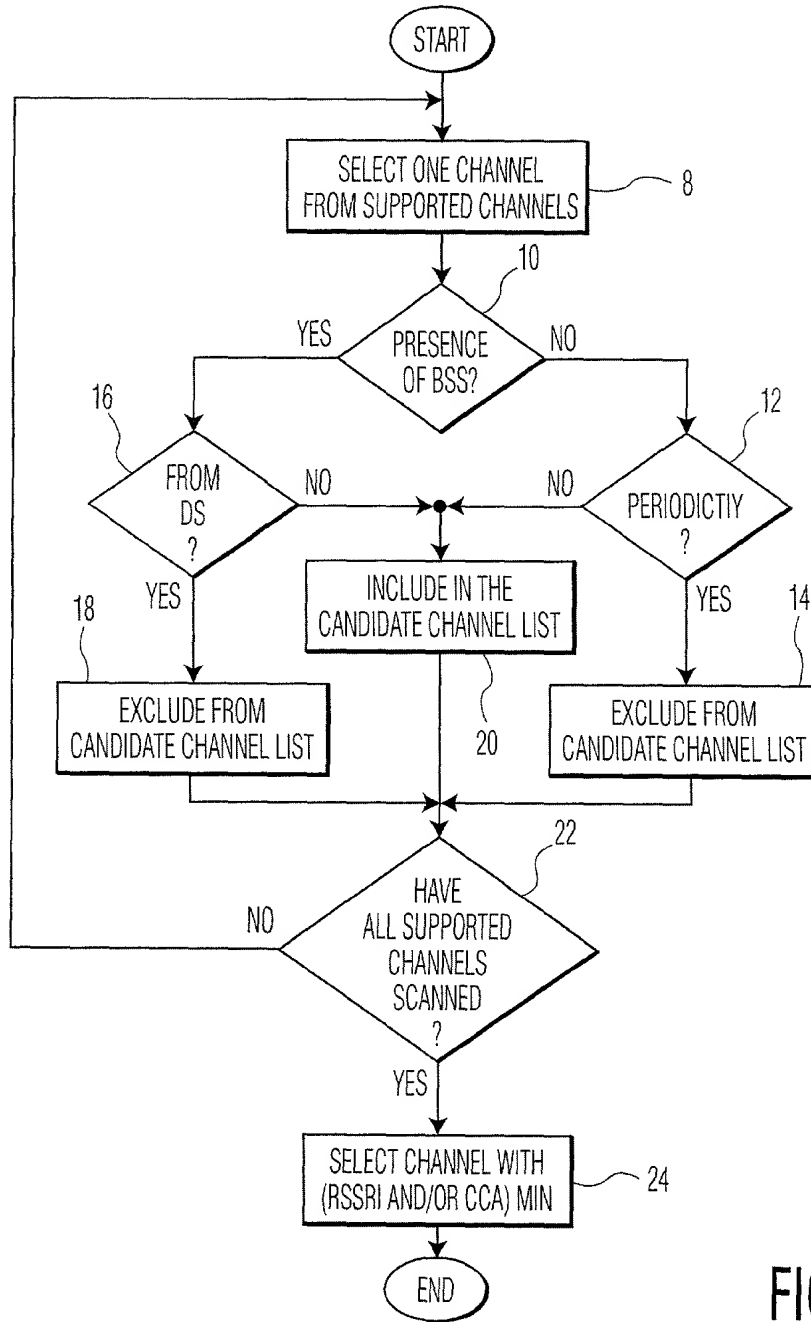 START
SELECT ONE CHANNEL
FROM SUPPORTED CHANNELS
8
10
YES
PRESENCE
OF BSS?
NO
16
FROM
DS
?
NO
12
NO
PERIODICTIY
?
YES
18
EXCLUDE FROM
CANDIDATE CHANNEL LIST
INCLUDE IN THE
CANDIDATE CHANNEL LIST
20
YES
14
EXCLUDE FROM
CANDIDATE CHANNEL LIST
22
NO
HAVE
ALL SUPPORTED
CHANNELS
SCANNED
?
YES
SELECT CHANNEL WITH
(RSSRI AND/OR CCA) MIN
24
END